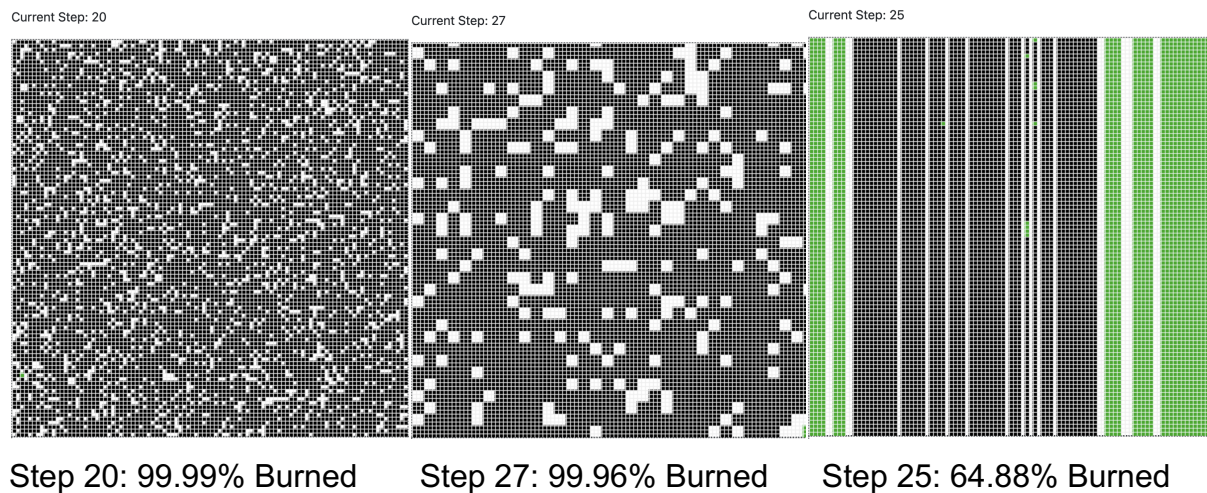 Current Step: 20
Current Step: 27
Current Step: 25
Step 20: 99.99% Burned
Step 27: 99.96% Burned
Step 25: 64.88% Burned